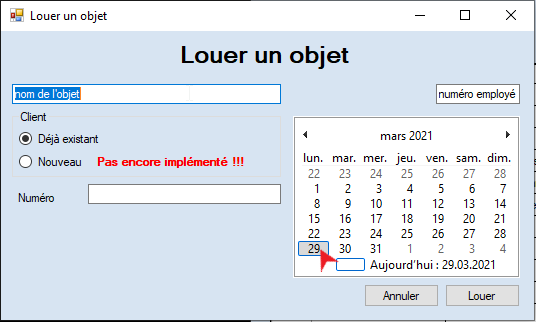 Louer un objet
Louer un objet
nom de l'objet
numéro employé
Client
Déjà existant
Nouveau Pas encore implémenté !!!
Numéro
mars 2021
lun. mar. mer. jeu. ven. sam. dim.
22 23 24 25 26 27 28
1 2 3 4 5 6 7
8 9 10 11 12 13 14
15 16 17 18 19 20 21
22 23 24 25 26 27 28
29 30 31 1 2 3 4
Aujourd'hui : 29.03.2021
Annuler
Louer